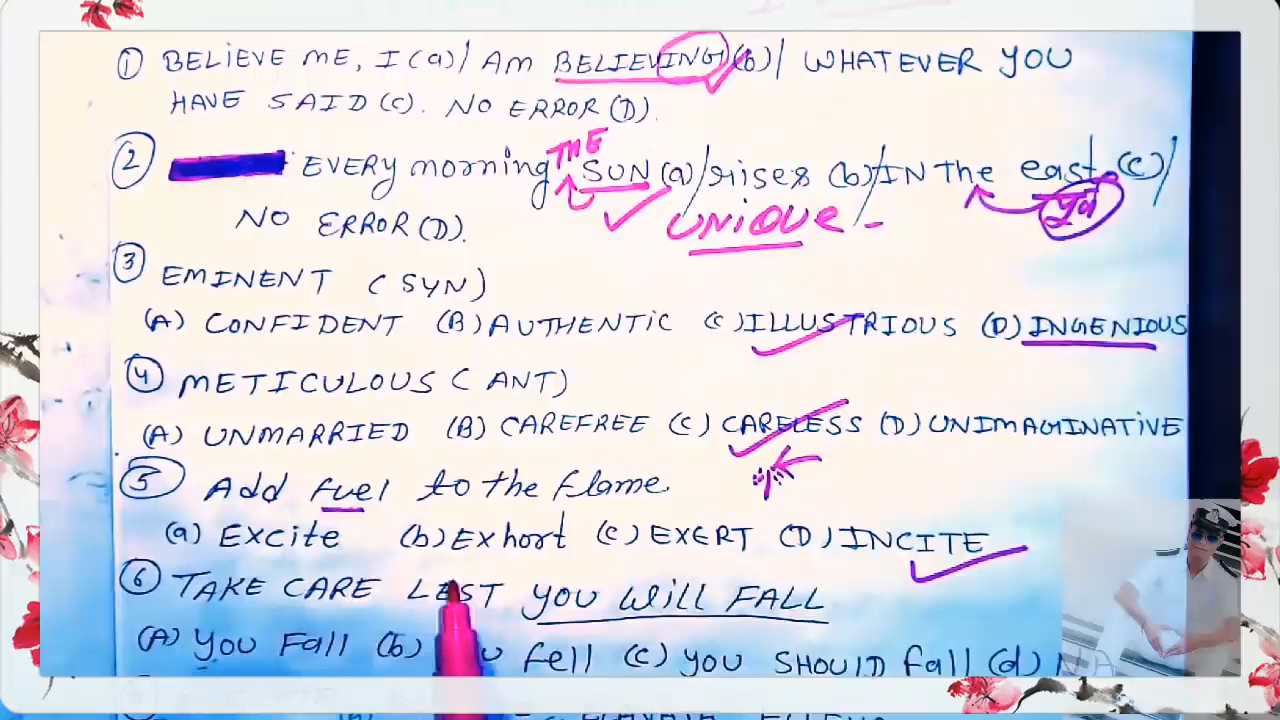 ① BELIEVE ME, I (a)/ AM BELIEVING (b)/ WHATEVER YOU
HAVE SAID (c). NO ERROR (D).
THE
② EVERY morning SUN (a)/ rises (b)/ IN the east. (c)/
पूर्व
NO ERROR (D). UNIQUE -
③ EMINENT (SYN)
(A) CONFIDENT (B) AUTHENTIC (c) ILLUSTRIOUS (D) INGENIOUS
④ METICULOUS (ANT)
(A) UNMARRIED (B) CAREFREE (c) CARELESS (D) UNIMAGINATIVE
⑤ Add fuel to the flame
(a) Excite (b) Exhort (c) EXERT (D) INCITE
⑥ TAKE CARE LEST YOU Will FALL
(A) you Fall (b) fell (c) you SHOULD fall (d) N A